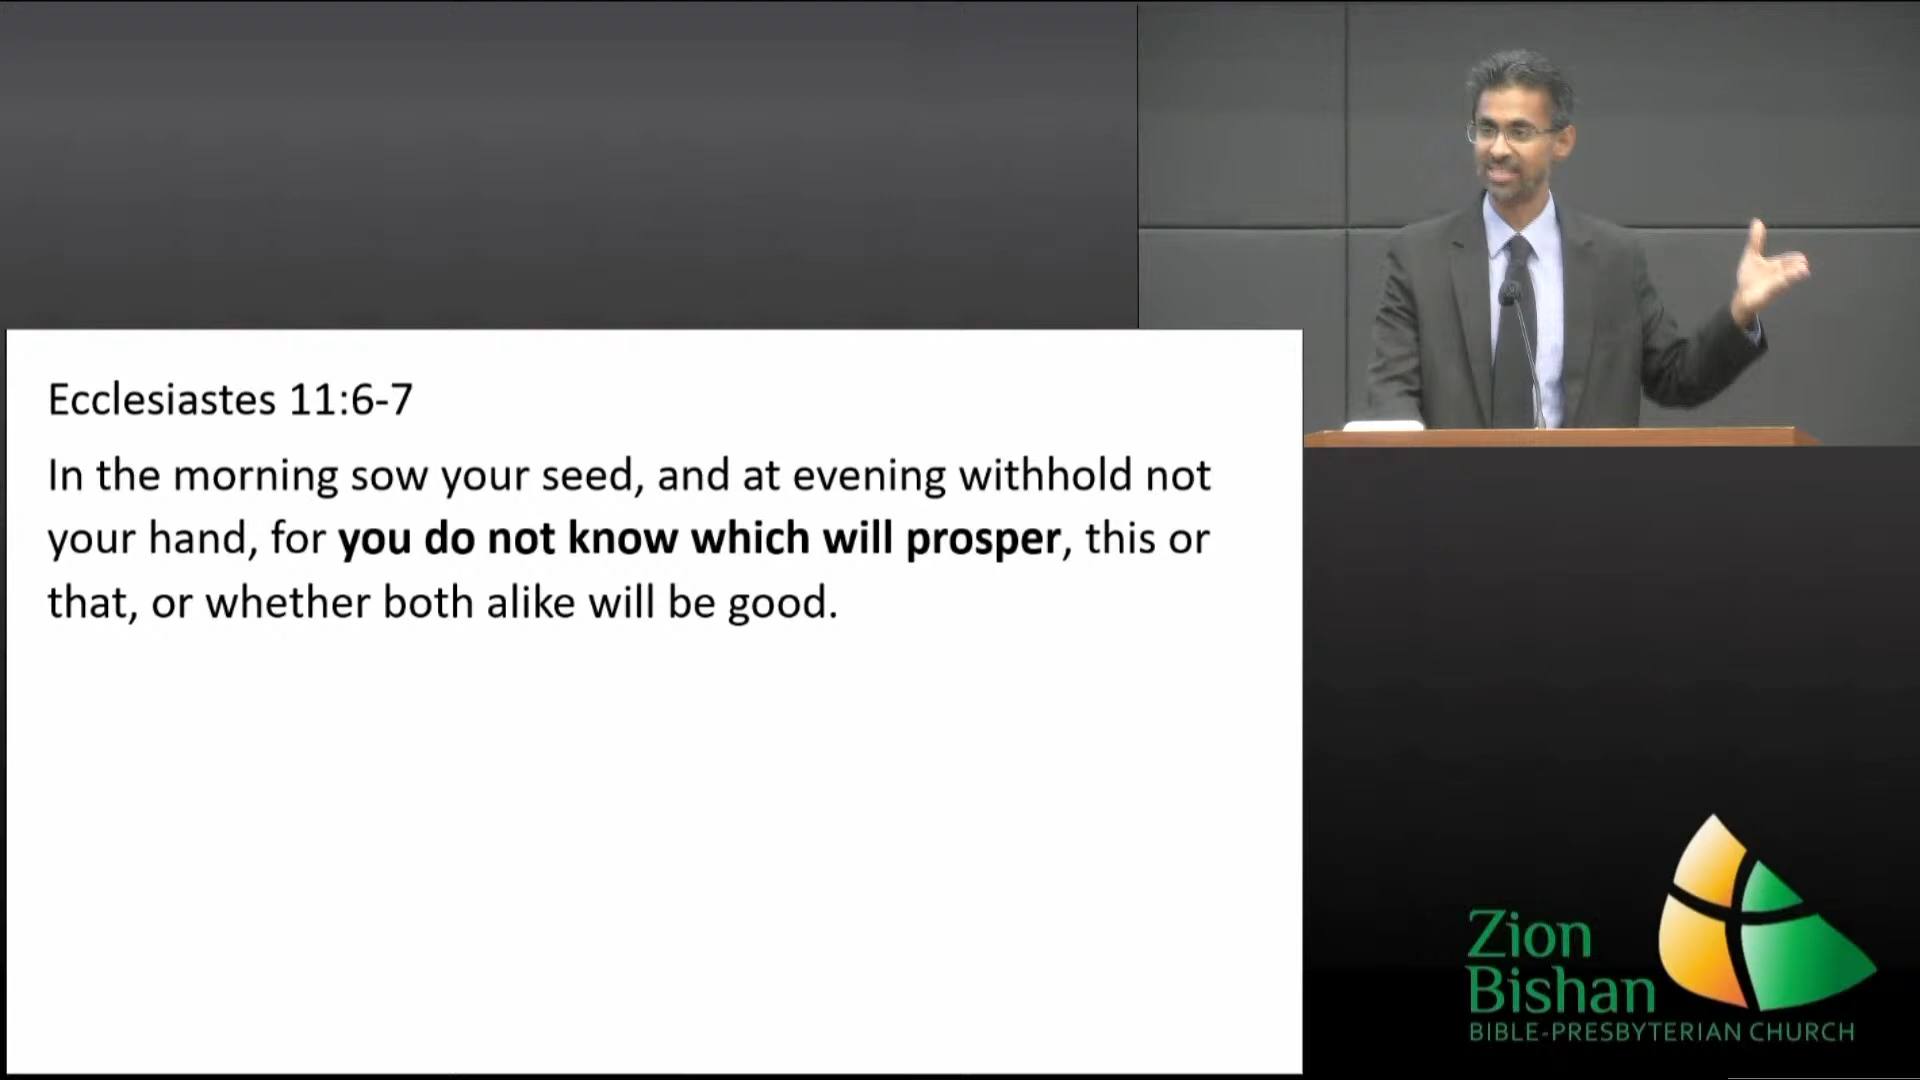 Ecclesiastes 11:6-7
In the morning sow your seed, and at evening withhold not
your hand, for you do not know which will prosper, this or
that, or whether both alike will be good.
Zion
Bishan
BIBLE-PRESBYTERIAN CHURCH